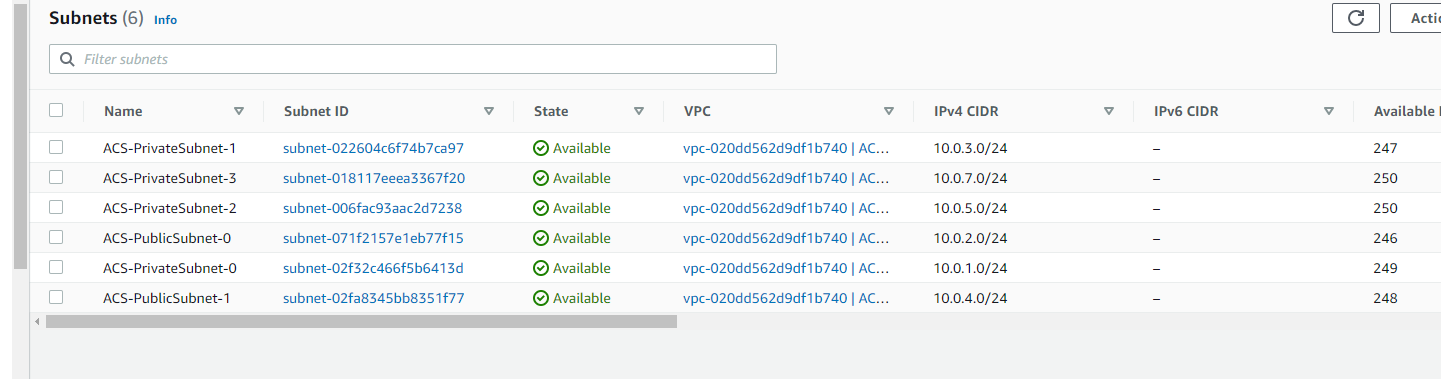 Subnets (6) Info
Actio
Filter subnets
Name Subnet ID State VPC IPv4 CIDR IPv6 CIDR Available I
ACS-PrivateSubnet-1 subnet-022604c6f74b7ca97 Available vpc-020dd562d9df1b740 | AC... 10.0.3.0/24 – 247
ACS-PrivateSubnet-3 subnet-018117eeea3367f20 Available vpc-020dd562d9df1b740 | AC... 10.0.7.0/24 – 250
ACS-PrivateSubnet-2 subnet-006fac93aac2d7238 Available vpc-020dd562d9df1b740 | AC... 10.0.5.0/24 – 250
ACS-PublicSubnet-0 subnet-071f2157e1eb77f15 Available vpc-020dd562d9df1b740 | AC... 10.0.2.0/24 – 246
ACS-PrivateSubnet-0 subnet-02f32c466f5b6413d Available vpc-020dd562d9df1b740 | AC... 10.0.1.0/24 – 249
ACS-PublicSubnet-1 subnet-02fa8345bb8351f77 Available vpc-020dd562d9df1b740 | AC... 10.0.4.0/24 – 248